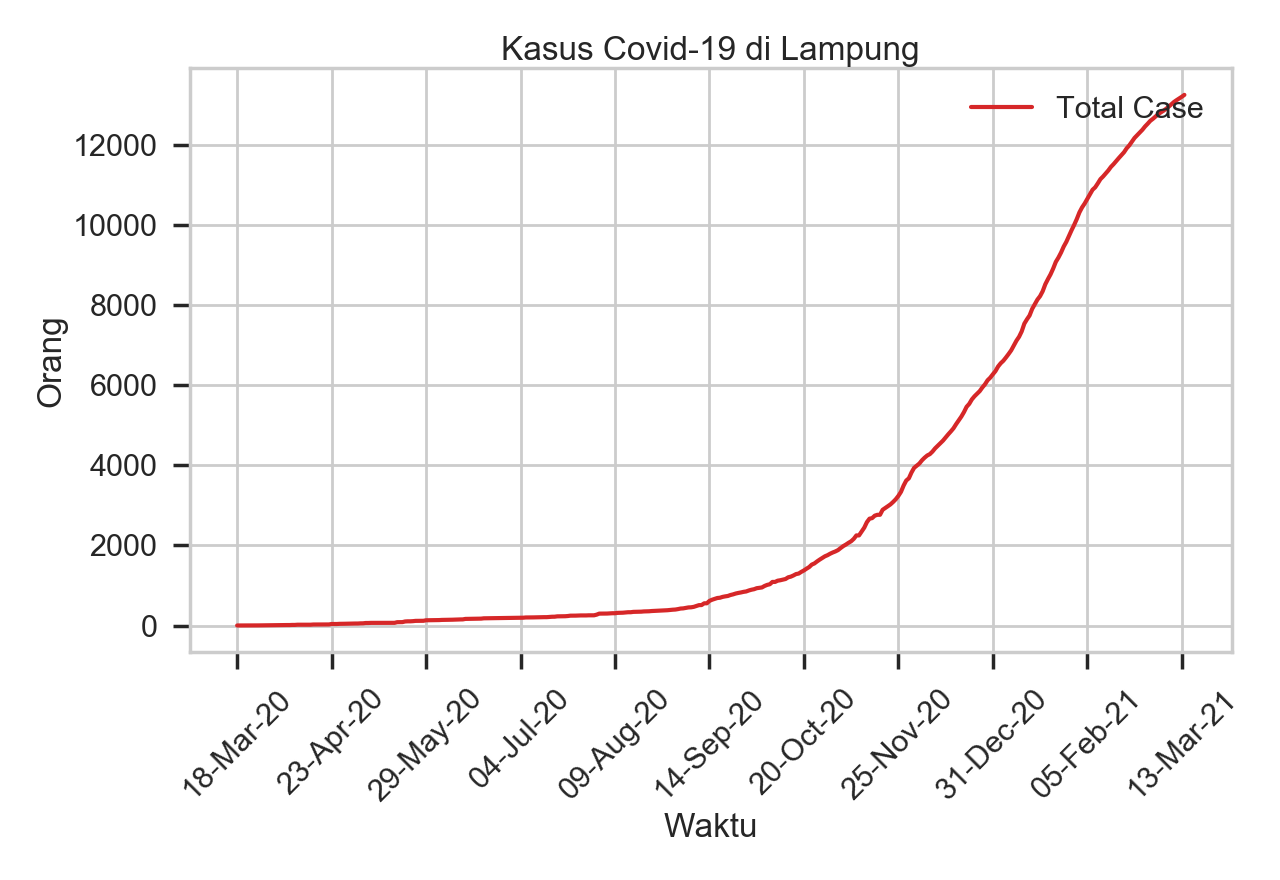 Kasus Covid-19 di Lampung
Total Case
12000
10000
8000
6000
4000
2000
0
Orang
18-Mar-20
23-Apr-20
29-May-20
04-Jul-20
09-Aug-20
14-Sep-20
20-Oct-20
25-Nov-20
31-Dec-20
05-Feb-21
13-Mar-21
Waktu